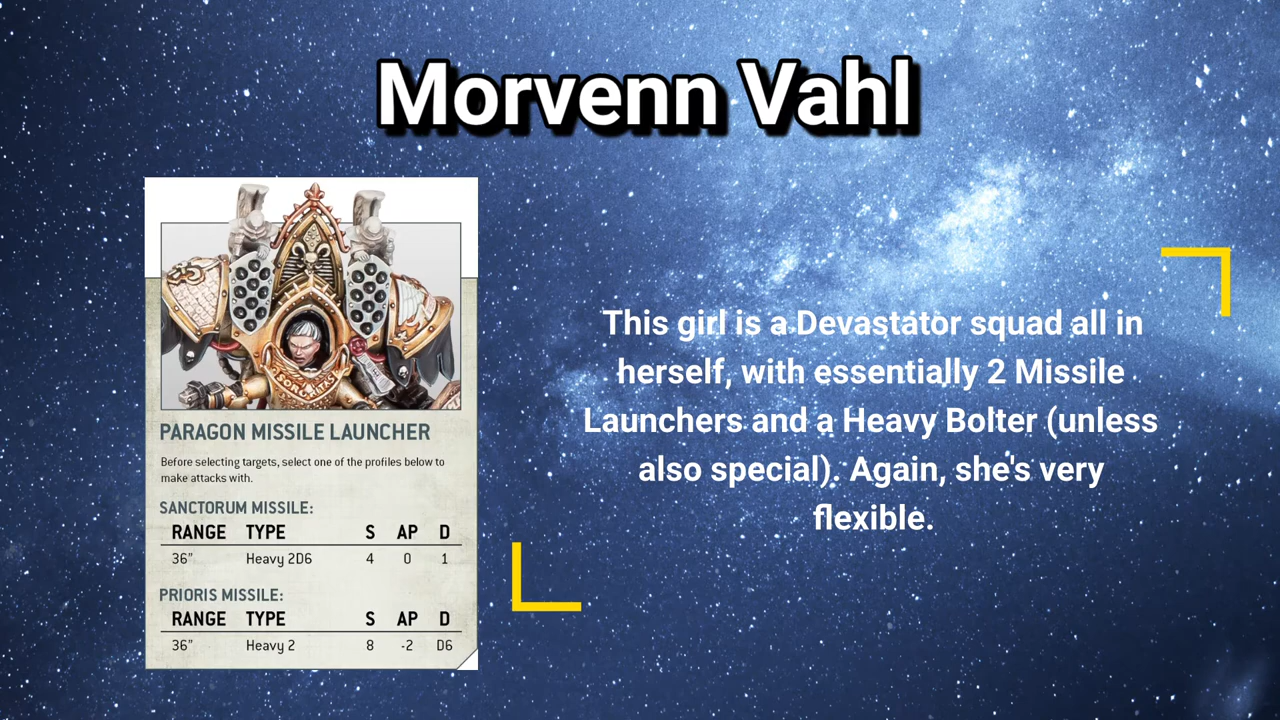 Morvenn Vahl
SORORITAS
PARAGON MISSILE LAUNCHER
Before selecting targets, select one of the profiles below to
make attacks with.
SANCTORUM MISSILE:
RANGE TYPE S AP D
36" Heavy 2D6 4 0 1
PRIORIS MISSILE:
RANGE TYPE S AP D
36" Heavy 2 8 -2 D6
This girl is a Devastator squad all in
herself, with essentially 2 Missile
Launchers and a Heavy Bolter (unless
also special). Again, she's very
flexible.